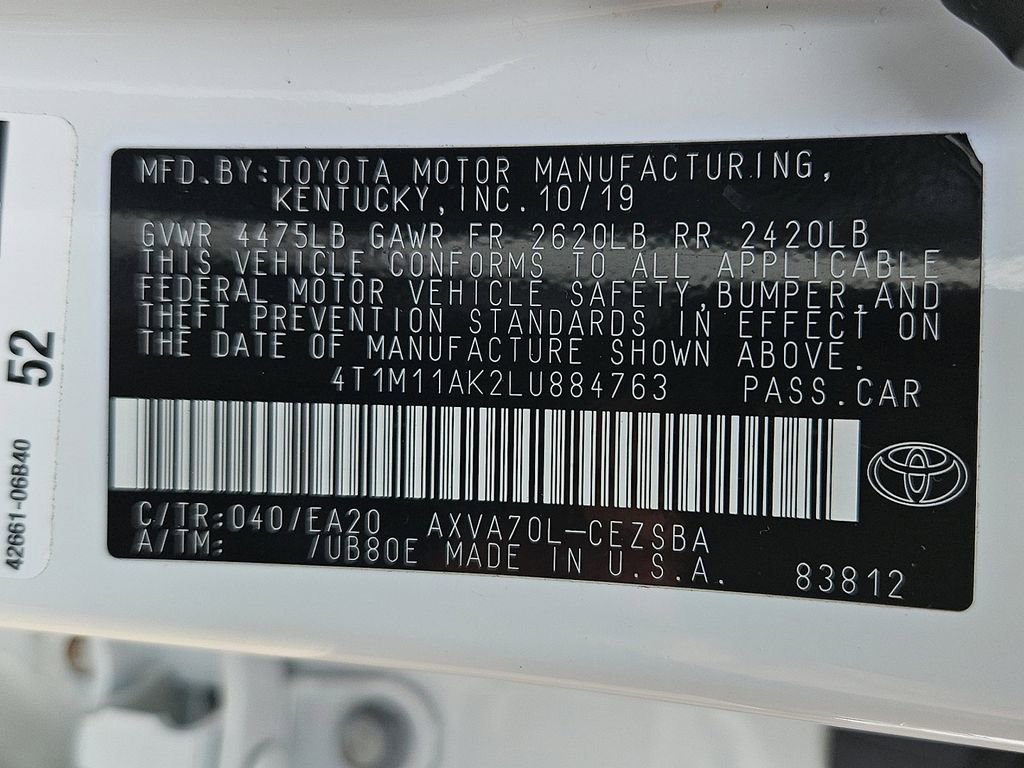 MFD.BY:TOYOTA MOTOR MANUFACTURING,
KENTUCKY,INC.10/19
GVWR 4475LB GAWR FR 2620LB RR 2420LB
THIS VEHICLE CONFORMS TO ALL APPLICABLE
FEDERAL MOTOR VEHICLE SAFETY,BUMPER,AND
THEFT PREVENTION STANDARDS IN EFFECT ON
THE DATE OF MANUFACTURE SHOWN ABOVE.
4T1M11AK2LU884763 PASS.CAR
C/TR:040/EA20 AXVA70L-CEZSBA
A/TM: /UB80E MADE IN U.S.A. 83812
52
42661-06B40